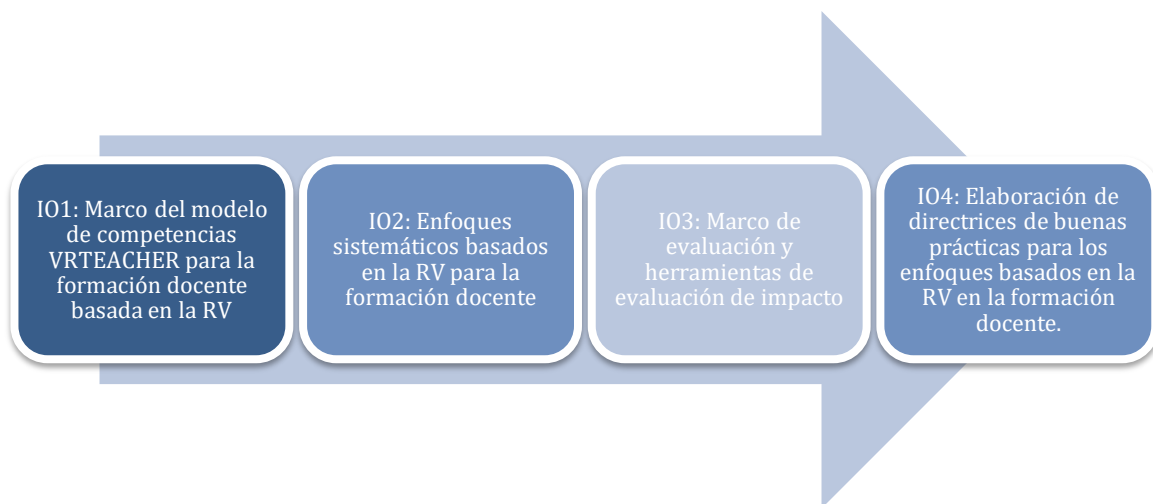 IO1: Marco del modelo
de competencias
VRTEACHER para la
formación docente
basada en la RV
IO2: Enfoques
sistemáticos basados
en la RV para la
formación docente
IO3: Marco de
evaluación y
herramientas de
evaluación de impacto
IO4: Elaboración de
directrices de buenas
prácticas para los
enfoques basados en la
RV en la formación
docente.